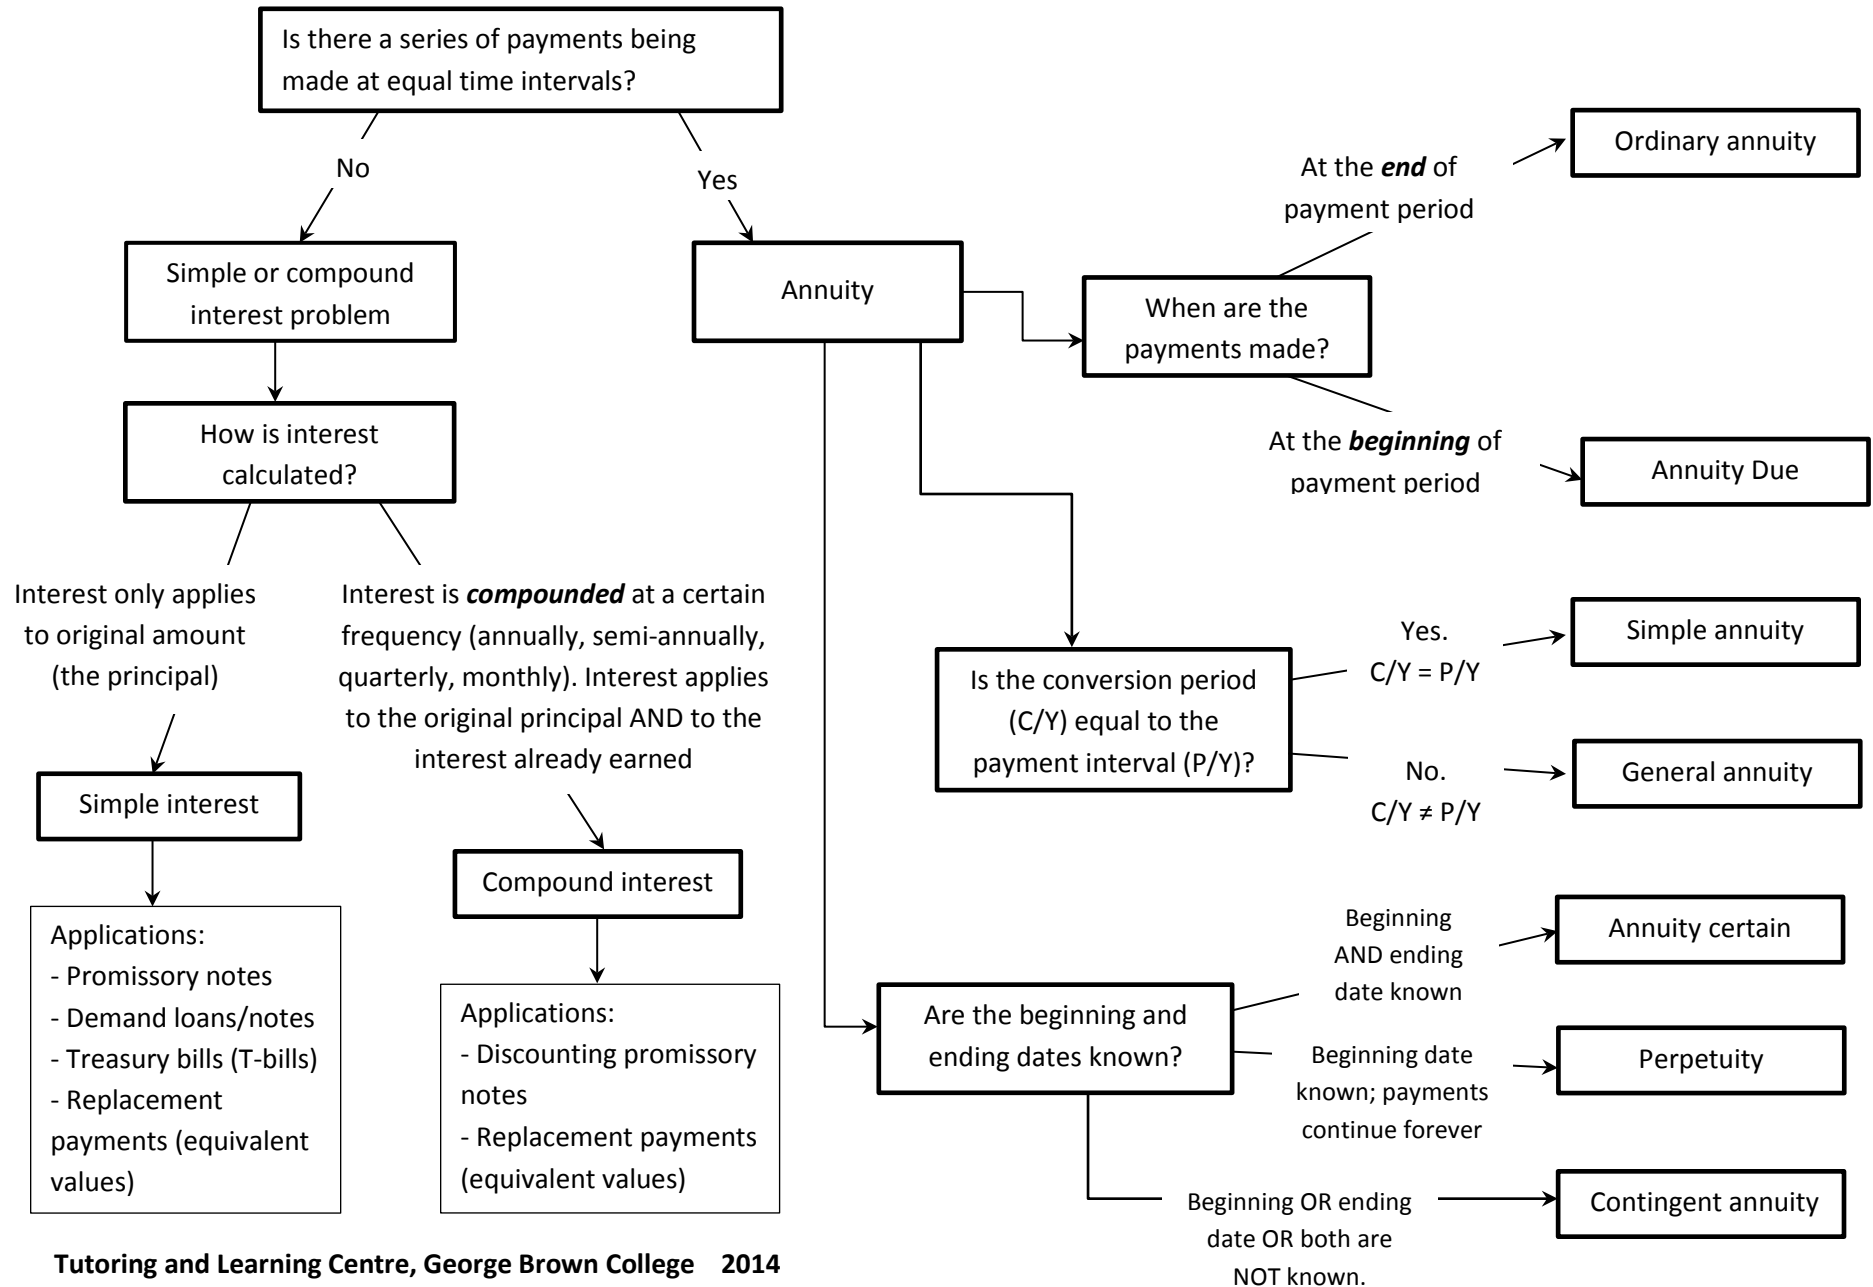 Is there a series of payments being
made at equal time intervals?
No
Yes
Simple or compound
interest problem
How is interest
calculated?
Interest only applies
to original amount
(the principal)
Interest is compounded at a certain
frequency (annually, semi-annually,
quarterly, monthly). Interest applies
to the original principal AND to the
interest already earned
Simple interest
Compound interest
Applications:
- Promissory notes
- Demand loans/notes
- Treasury bills (T-bills)
- Replacement
payments (equivalent
values)
Applications:
- Discounting promissory
notes
- Replacement payments
(equivalent values)
Annuity
When are the
payments made?
At the end of
payment period
Ordinary annuity
At the beginning of
payment period
Annuity Due
Is the conversion period
(C/Y) equal to the
payment interval (P/Y)?
Yes.
C/Y = P/Y
Simple annuity
No.
C/Y ≠ P/Y
General annuity
Are the beginning and
ending dates known?
Beginning
AND ending
date known
Annuity certain
Beginning date
known; payments
continue forever
Perpetuity
Beginning OR ending
date OR both are
NOT known.
Contingent annuity
Tutoring and Learning Centre, George Brown College 2014